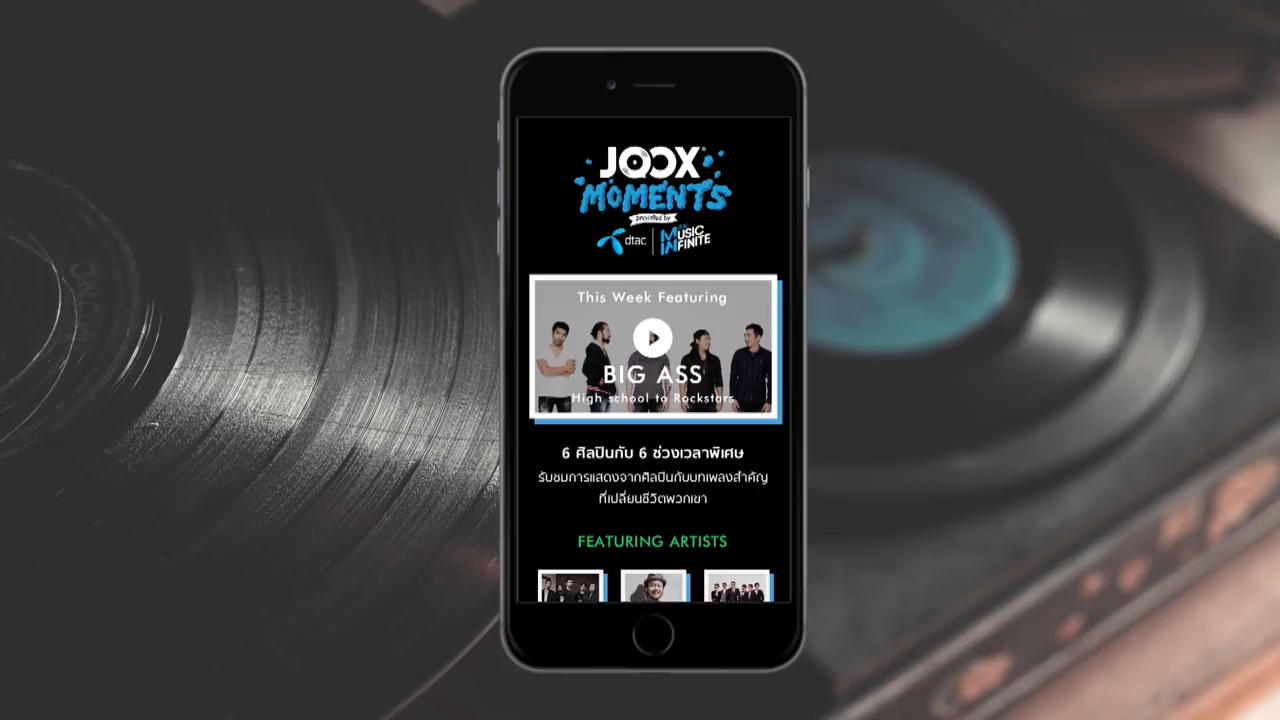 JOOX
MOMENTS
presented by
dtac
MUSIC
INFINITE
This Week Featuring
BIG ASS
High school to Rockstars
6 ศิลปินกับ 6 ช่วงเวลาพิเศษ
รับชมการแสดงจากศิลปินกับบทเพลงสำคัญ
ที่เปลี่ยนชีวิตพวกเขา
FEATURING ARTISTS